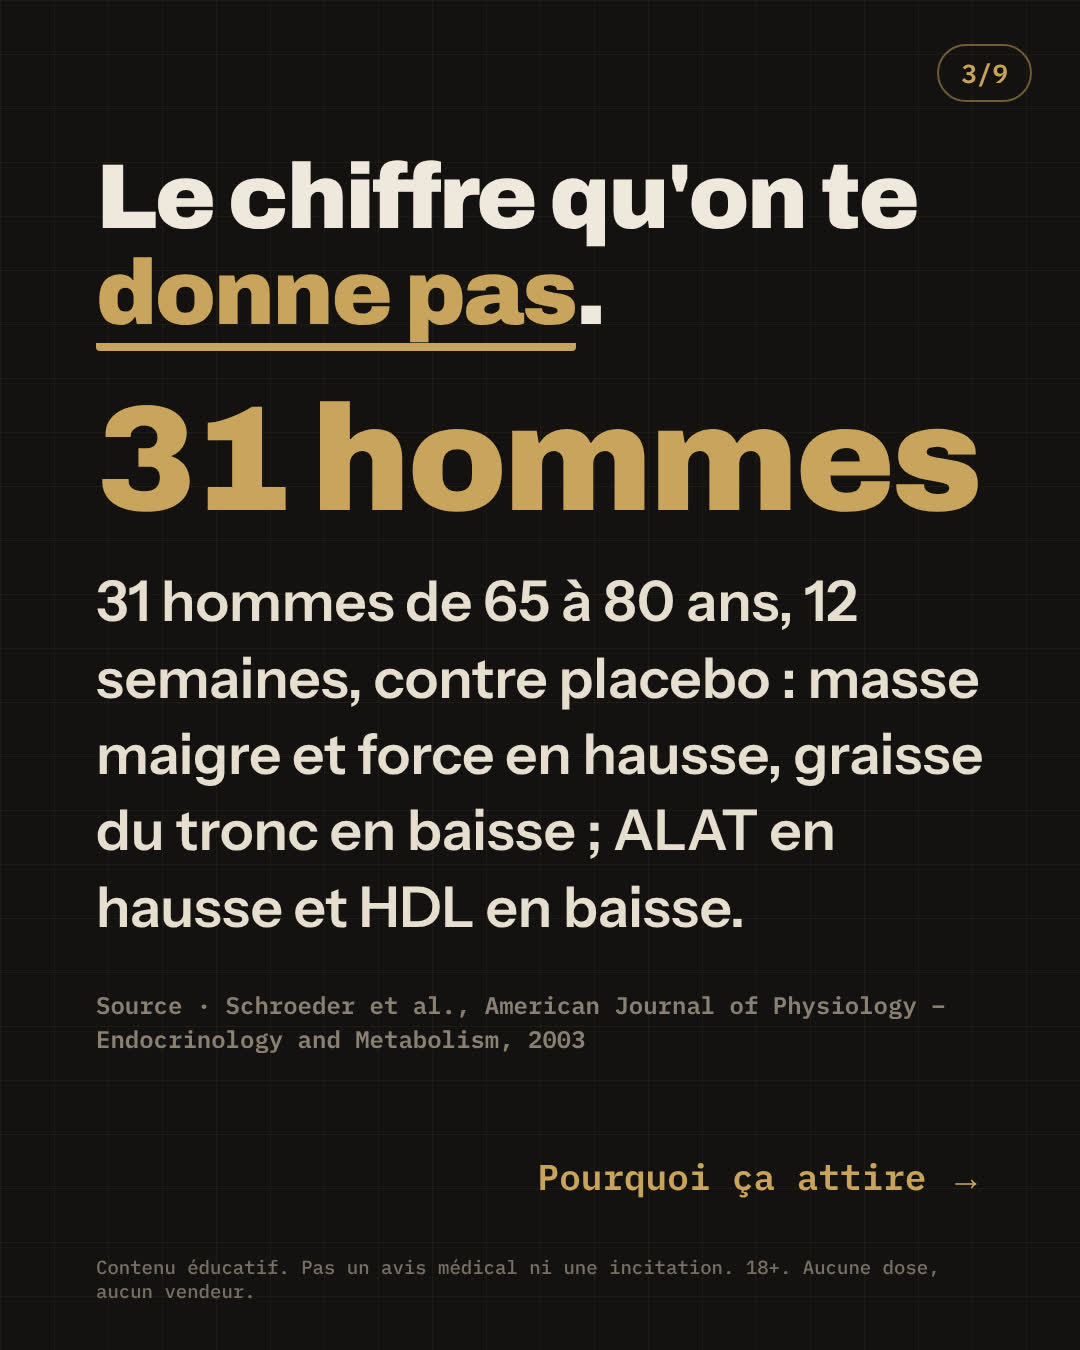 3/9
Le chiffre qu'on te
donne pas.
31 hommes
31 hommes de 65 à 80 ans, 12
semaines, contre placebo : masse
maigre et force en hausse, graisse
du tronc en baisse ; ALAT en
hausse et HDL en baisse.
Source · Schroeder et al., American Journal of Physiology –
Endocrinology and Metabolism, 2003
Pourquoi ça attire →
Contenu éducatif. Pas un avis médical ni une incitation. 18+. Aucune dose,
aucun vendeur.